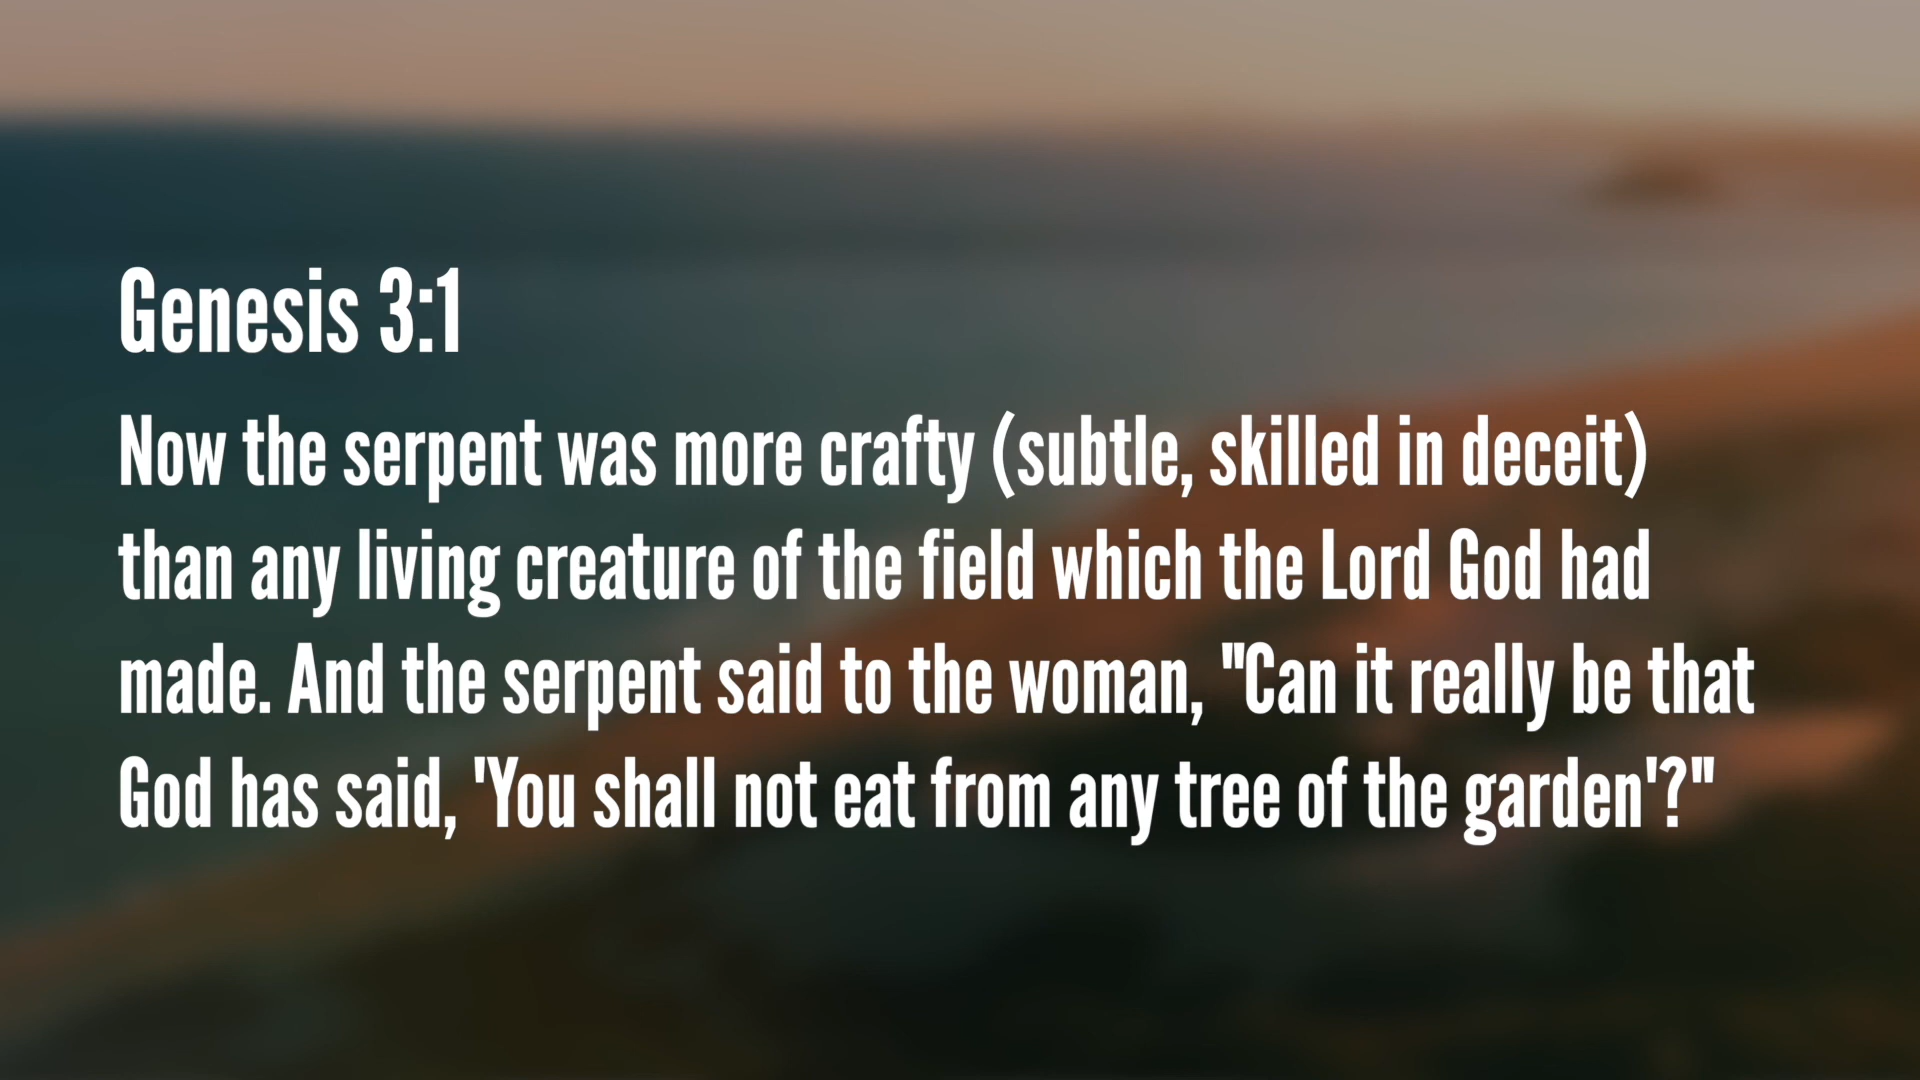 Genesis 3:1
Now the serpent was more crafty (subtle, skilled in deceit)
than any living creature of the field which the Lord God had
made. And the serpent said to the woman, "Can it really be that
God has said, 'You shall not eat from any tree of the garden'?"